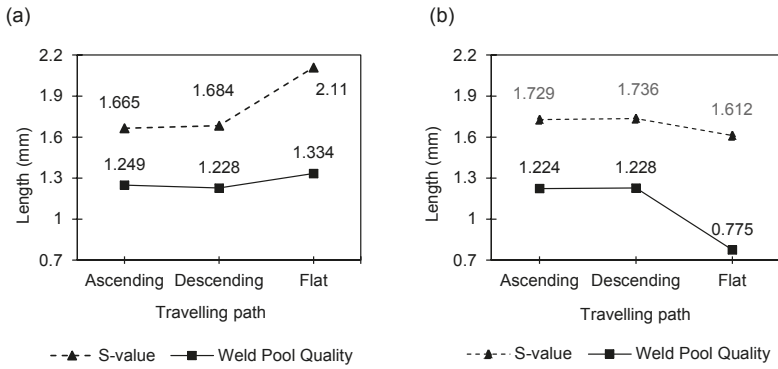 (a)
2.2
1.9
1.6
1.3
1
0.7
Length (mm)
1.665
1.684
2.11
1.249
1.228
1.334
Ascending Descending Flat
Travelling path
S-value Weld Pool Quality
(b)
2.2
1.9
1.6
1.3
1
0.7
Length (mm)
1.729
1.736
1.612
1.224
1.228
0.775
Ascending Descending Flat
Travelling path
S-value Weld Pool Quality